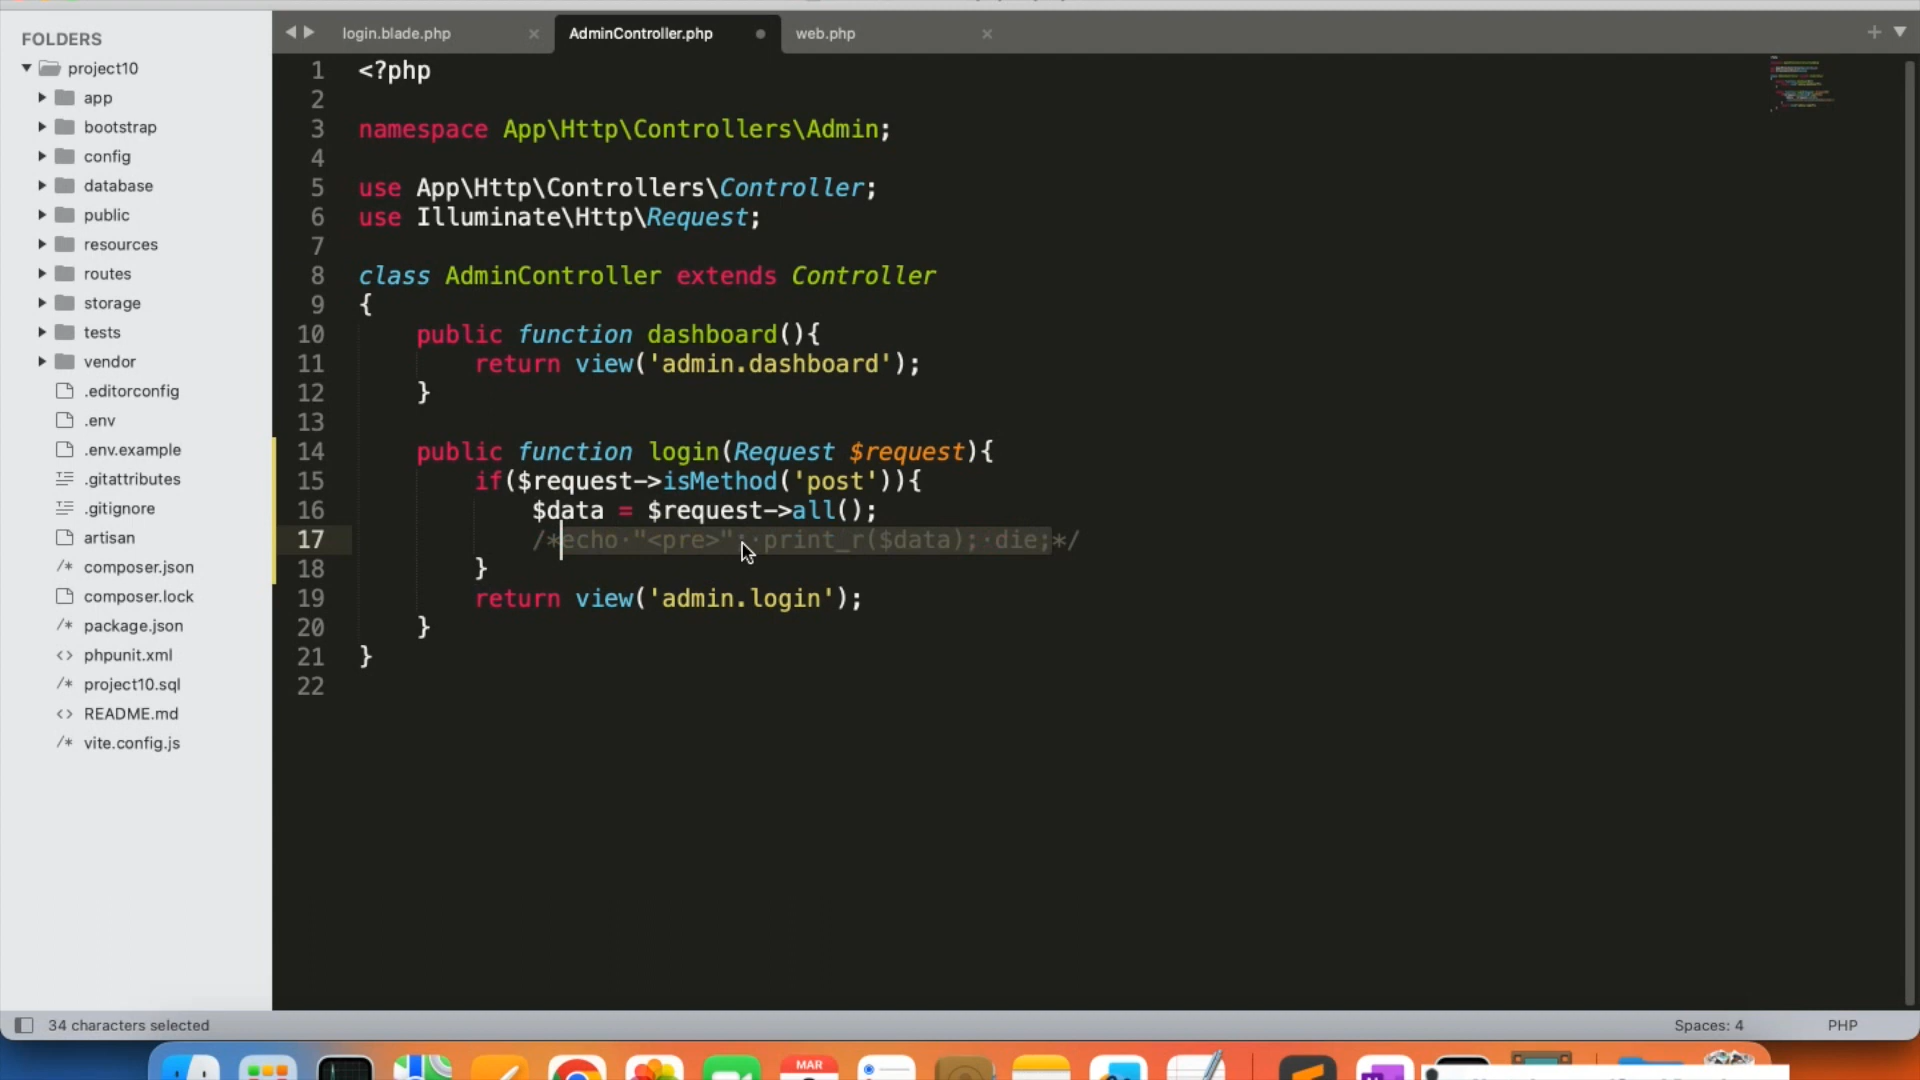 FOLDERS
project10
app
bootstrap
config
database
public
resources
routes
storage
tests
vendor
.editorconfig
.env
.env.example
.gitattributes
.gitignore
artisan
/* composer.json
composer.lock
/* package.json
<> phpunit.xml
/* project10.sql
<> README.md
/* vite.config.js
login.blade.php
AdminController.php
web.php
1 <?php
2
3 namespace App\Http\Controllers\Admin;
4
5 use App\Http\Controllers\Controller;
6 use Illuminate\Http\Request;
7
8 class AdminController extends Controller
9 {
10 public function dashboard(){
11 return view('admin.dashboard');
12 }
13
14 public function login(Request $request){
15 if($request->isMethod('post')){
16 $data = $request->all();
17 /*echo "<pre>"; print_r($data); die;*/
18 }
19 return view('admin.login');
20 }
21 }
22
34 characters selected
Spaces: 4
PHP
MAR